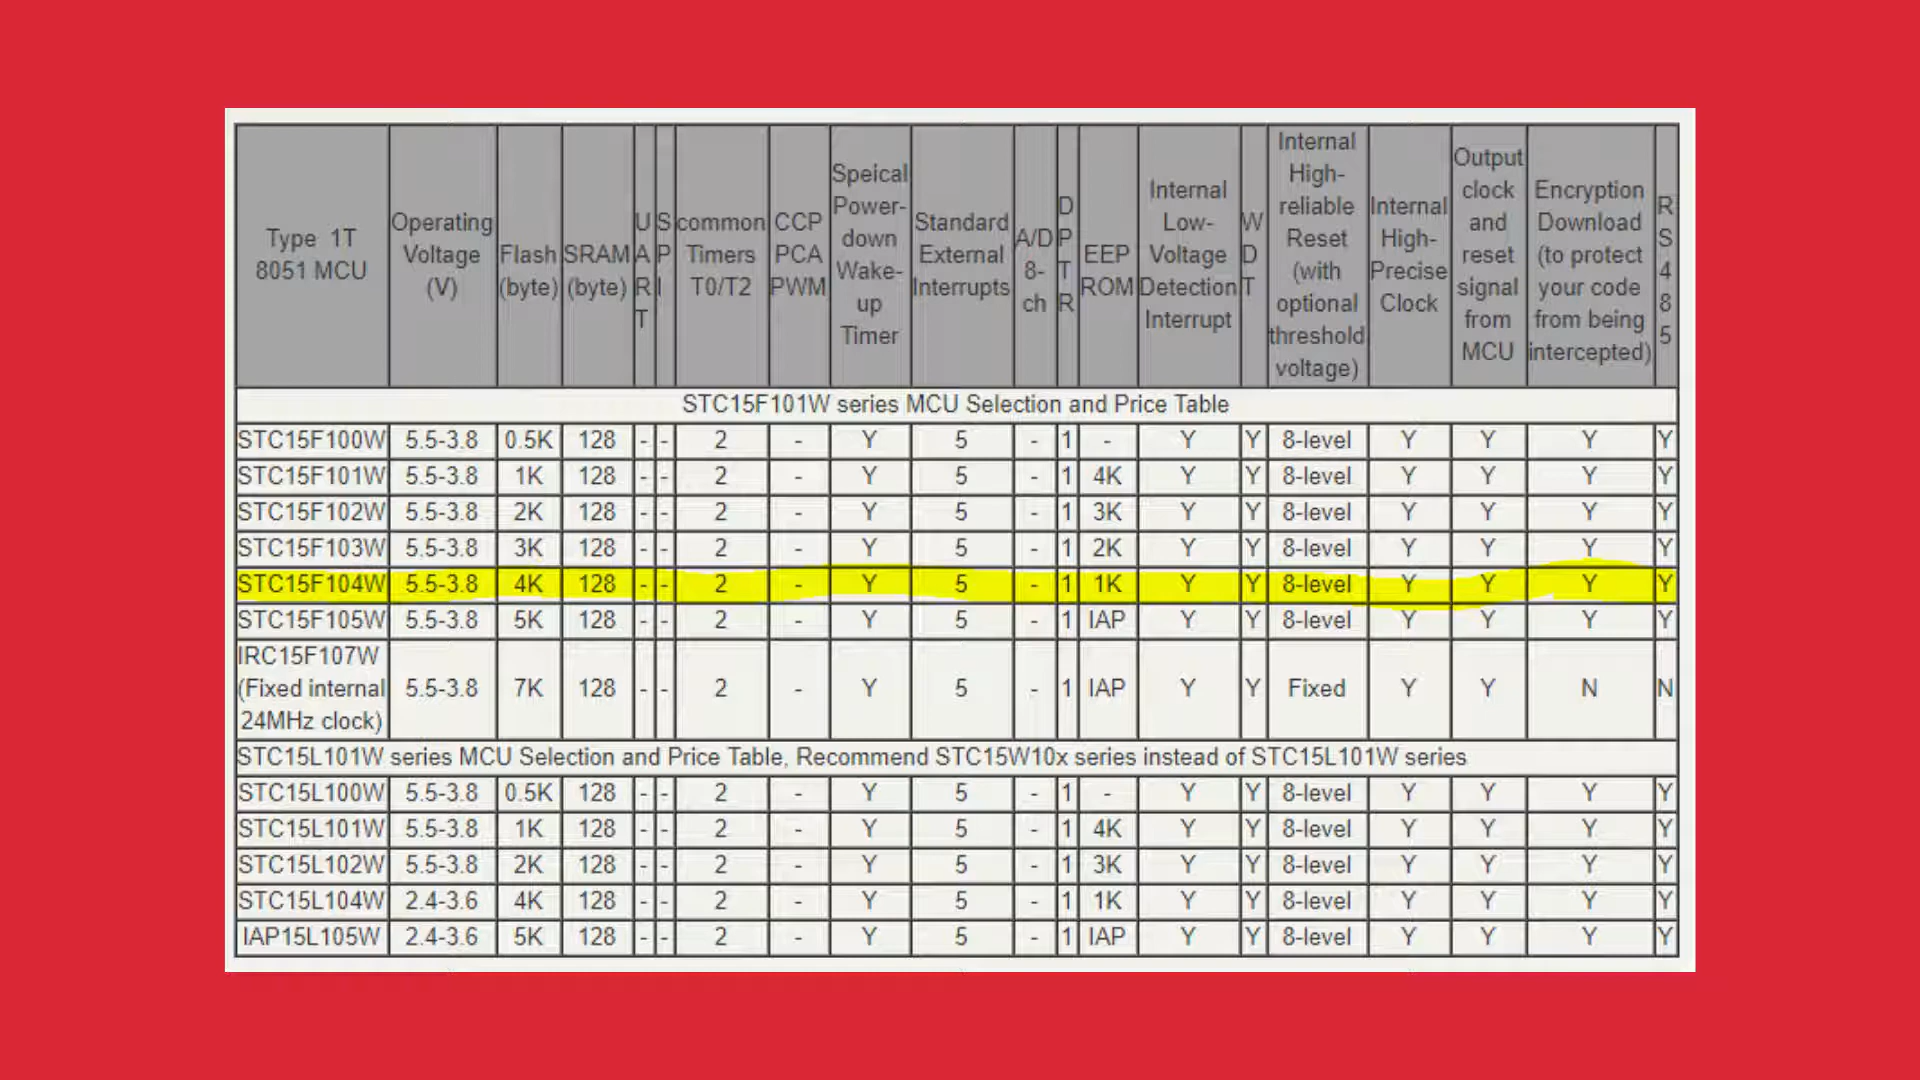 Type 1T 8051 MCU | Operating Voltage (V) | Flash (byte) | SRAM (byte) | UART | SPI | common Timers T0/T2 | CCP PCA PWM | Speical Power-down Wake-up Timer | Standard External Interrupts | A/D 8-ch | DPTR | EEP ROM | Internal Low-Voltage Detection Interrupt | WDT | Internal High-reliable Reset (with optional threshold voltage) | Internal High-Precise Clock | Output clock and reset signal from MCU | Encryption Download (to protect your code from being intercepted) | RS485
STC15F101W series MCU Selection and Price Table
STC15F100W 5.5-3.8 0.5K 128 - - 2 - Y 5 - 1 - Y Y 8-level Y Y Y Y
STC15F101W 5.5-3.8 1K 128 - - 2 - Y 5 - 1 4K Y Y 8-level Y Y Y Y
STC15F102W 5.5-3.8 2K 128 - - 2 - Y 5 - 1 3K Y Y 8-level Y Y Y Y
STC15F103W 5.5-3.8 3K 128 - - 2 - Y 5 - 1 2K Y Y 8-level Y Y Y Y
STC15F104W 5.5-3.8 4K 128 - - 2 - Y 5 - 1 1K Y Y 8-level Y Y Y Y
STC15F105W 5.5-3.8 5K 128 - - 2 - Y 5 - 1 IAP Y Y 8-level Y Y Y Y
IRC15F107W (Fixed internal 24MHz clock) 5.5-3.8 7K 128 - - 2 - Y 5 - 1 IAP Y Y Fixed Y Y N N
STC15L101W series MCU Selection and Price Table, Recommend STC15W10x series instead of STC15L101W series
STC15L100W 5.5-3.8 0.5K 128 - - 2 - Y 5 - 1 - Y Y 8-level Y Y Y Y
STC15L101W 5.5-3.8 1K 128 - - 2 - Y 5 - 1 4K Y Y 8-level Y Y Y Y
STC15L102W 5.5-3.8 2K 128 - - 2 - Y 5 - 1 3K Y Y 8-level Y Y Y Y
STC15L104W 2.4-3.6 4K 128 - - 2 - Y 5 - 1 1K Y Y 8-level Y Y Y Y
IAP15L105W 2.4-3.6 5K 128 - - 2 - Y 5 - 1 IAP Y Y 8-level Y Y Y Y